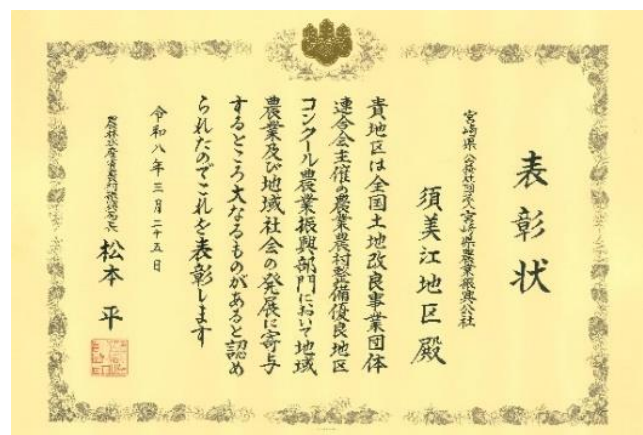 表彰状
宮崎県 公益社団法人宮崎県農業振興公社
須美江地区殿
貴地区は全国土地改良事業団体
連合会主催の農業農村整備優良地区
コンクール農業振興部門において地域
農業及び地域社会の発展に寄与
するところ大なるものがあると認め
られたのでこれを表彰します
令和八年三月二十五日
農林水産省農村振興局長 松本平